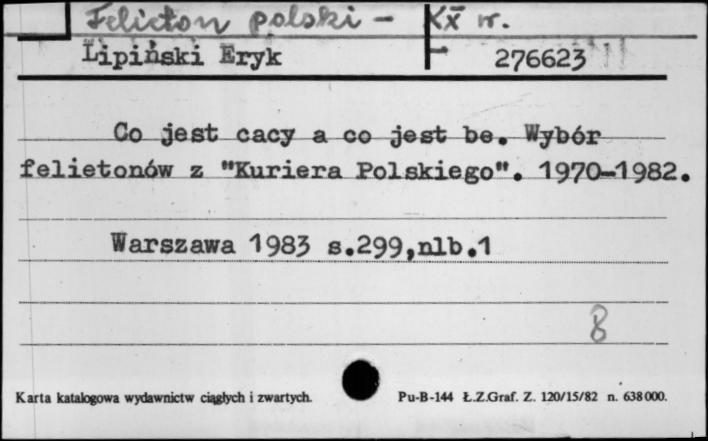 Felieton polski - XX w.
Lipiński Eryk 276623
Co jest cacy a co jest be. Wybór
felietonów z "Kuriera Polskiego". 1970-1982.
Warszawa 1983 s.299,nlb.1
8
Karta katalogowa wydawnictw ciągłych i zwartych. Pu-B-144 Ł.Z.Graf. Z. 120/15/82 n. 638000.